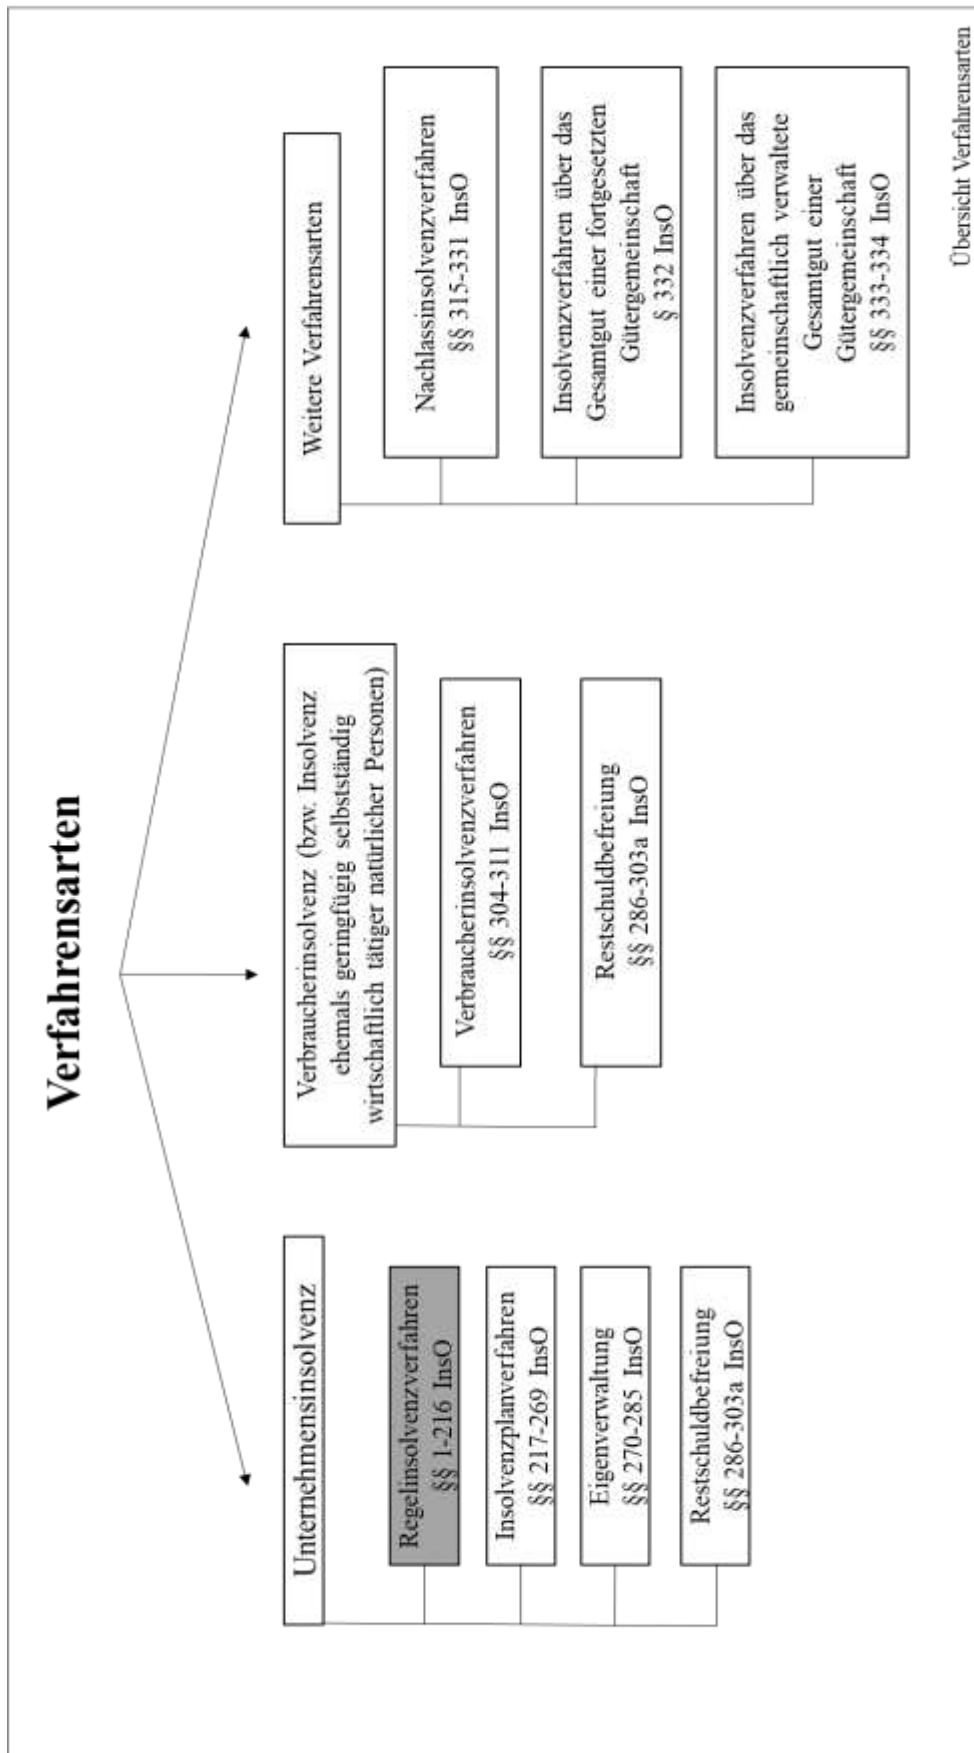 Verfahrensarten
Unternehmensinsolvenz
Regelinsolvenzverfahren
§§ 1-216 InsO
Insolvenzplanverfahren
§§ 217-269 InsO
Eigenverwaltung
§§ 270-285 InsO
Restschuldbefreiung
§§ 286-303a InsO
Verbraucherinsolvenz (bzw. Insolvenz
ehemals geringfügig selbstständig
wirtschaftlich tätiger natürlicher Personen)
Verbraucherinsolvenzverfahren
§§ 304-311 InsO
Restschuldbefreiung
§§ 286-303a InsO
Weitere Verfahrensarten
Nachlassinsolvenzverfahren
§§ 315-331 InsO
Insolvenzverfahren über das
Gesamtgut einer fortgesetzten
Gütergemeinschaft
§ 332 InsO
Insolvenzverfahren über das
gemeinschaftlich verwaltete
Gesamtgut einer
Gütergemeinschaft
§§ 333-334 InsO
Übersicht Verfahrensarten